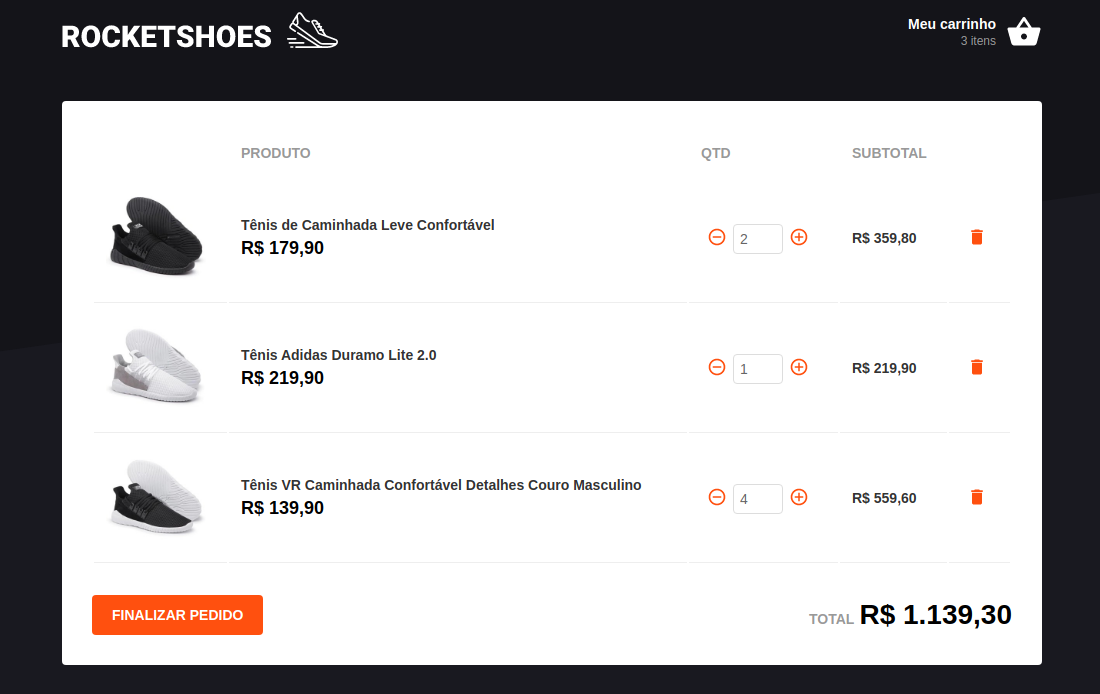 ROCKETSHOES
Meu carrinho
3 itens
PRODUTO QTD SUBTOTAL
Tênis de Caminhada Leve Confortável
R$ 179,90
2
R$ 359,80
Tênis Adidas Duramo Lite 2.0
R$ 219,90
1
R$ 219,90
Tênis VR Caminhada Confortável Detalhes Couro Masculino
R$ 139,90
4
R$ 559,60
FINALIZAR PEDIDO
TOTAL R$ 1.139,30